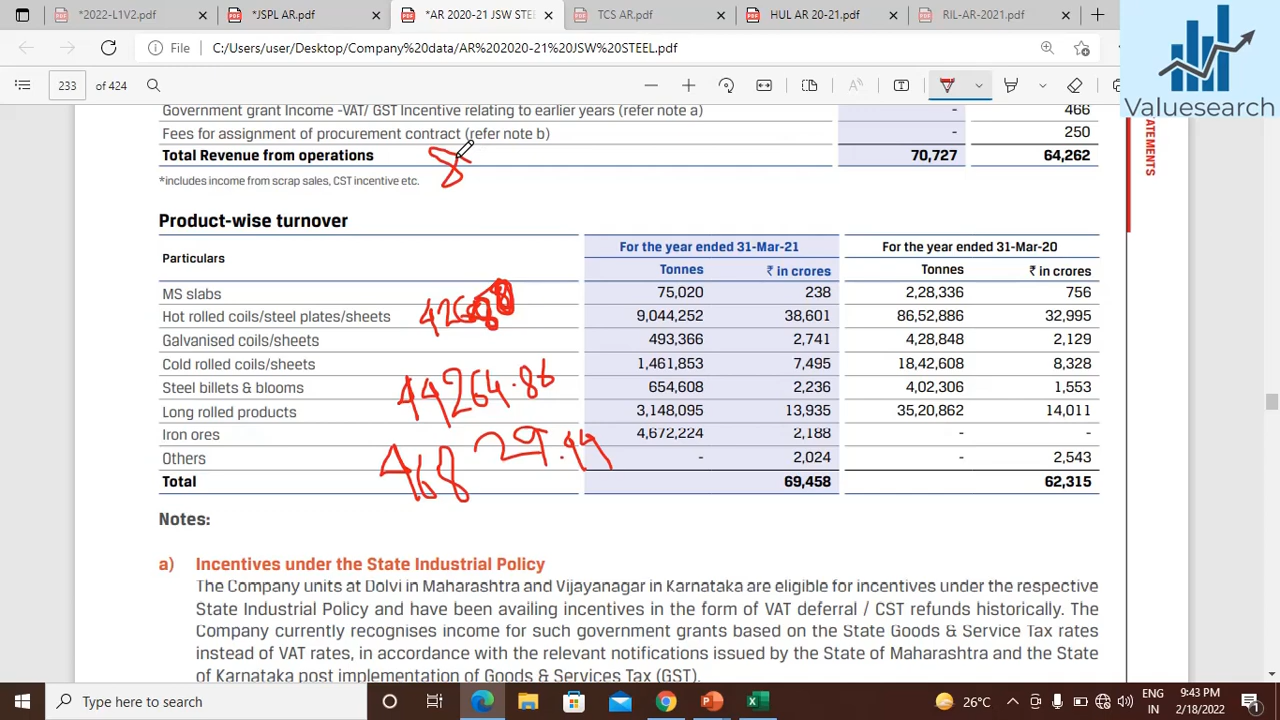 *2022-L1V2.pdf *JSPL AR.pdf *AR 2020-21 JSW STEE TCS AR.pdf HUL AR 20-21.pdf RIL-AR-2021.pdf
File C:/Users/user/Desktop/Company%20data/AR%202020-21%20JSW%20STEEL.pdf
233 of 424
Valuesearch
TATEMENTS
Government grant Income -VAT/ GST Incentive relating to earlier years (refer note a) - 466
Fees for assignment of procurement contract (refer note b) - 250
Total Revenue from operations 70,727 64,262
8
*includes income from scrap sales, CST incentive etc.
Product-wise turnover
For the year ended 31-Mar-21 For the year ended 31-Mar-20
Particulars Tonnes ₹ in crores Tonnes ₹ in crores
MS slabs 75,020 238 2,28,336 756
Hot rolled coils/steel plates/sheets 9,044,252 38,601 86,52,886 32,995
Galvanised coils/sheets 493,366 2,741 4,28,848 2,129
Cold rolled coils/sheets 1,461,853 7,495 18,42,608 8,328
44264.86
Steel billets & blooms 654,608 2,236 4,02,306 1,553
Long rolled products 3,148,095 13,935 35,20,862 14,011
Iron ores 4,672,224 2,188 - -
46829.44
Others - 2,024 - 2,543
Total 69,458 62,315
Notes:
a) Incentives under the State Industrial Policy
The Company units at Dolvi in Maharashtra and Vijayanagar in Karnataka are eligible for incentives under the respective
State Industrial Policy and have been availing incentives in the form of VAT deferral / CST refunds historically. The
Company currently recognises income for such government grants based on the State Goods & Service Tax rates
instead of VAT rates, in accordance with the relevant notifications issued by the State of Maharashtra and the State
of Karnataka post implementation of Goods & Services Tax (GST).
Type here to search 26°C ENG IN 9:43 PM 2/18/2022